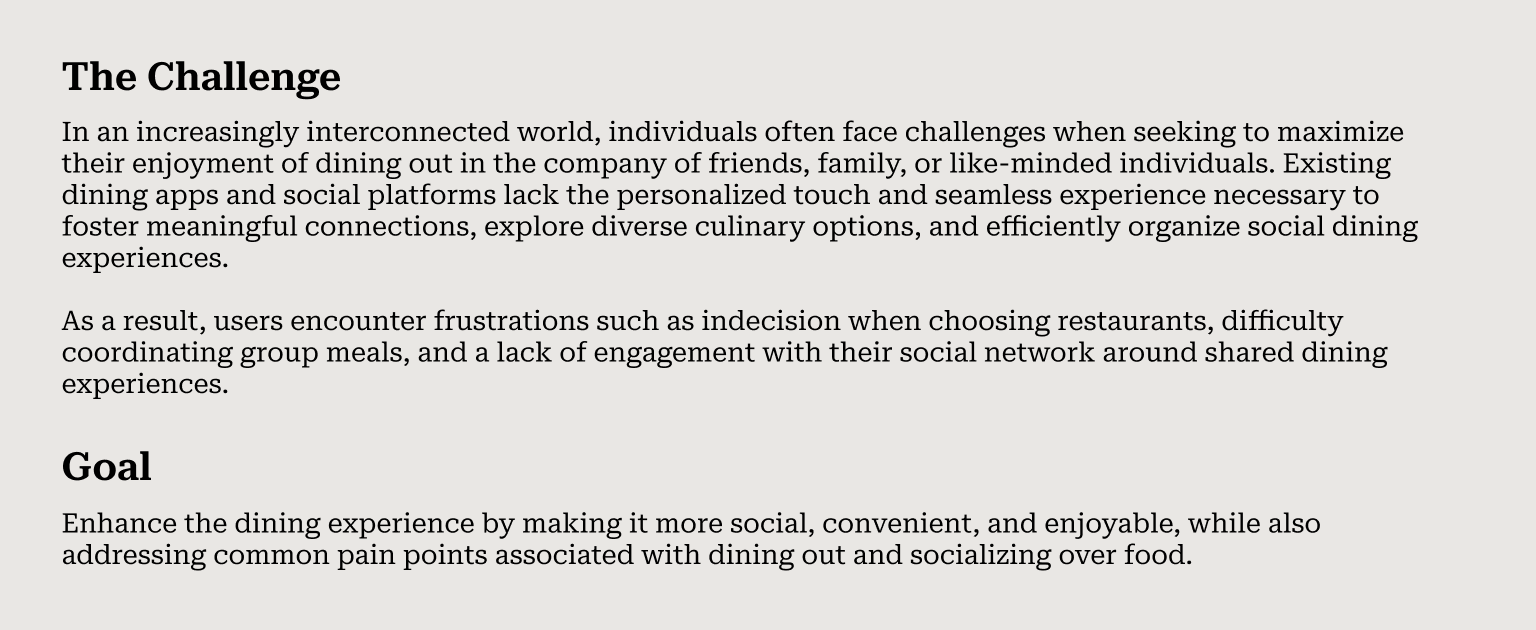 The Challenge
In an increasingly interconnected world, individuals often face challenges when seeking to maximize
their enjoyment of dining out in the company of friends, family, or like-minded individuals. Existing
dining apps and social platforms lack the personalized touch and seamless experience necessary to
foster meaningful connections, explore diverse culinary options, and efficiently organize social dining
experiences.
As a result, users encounter frustrations such as indecision when choosing restaurants, difficulty
coordinating group meals, and a lack of engagement with their social network around shared dining
experiences.
Goal
Enhance the dining experience by making it more social, convenient, and enjoyable, while also
addressing common pain points associated with dining out and socializing over food.